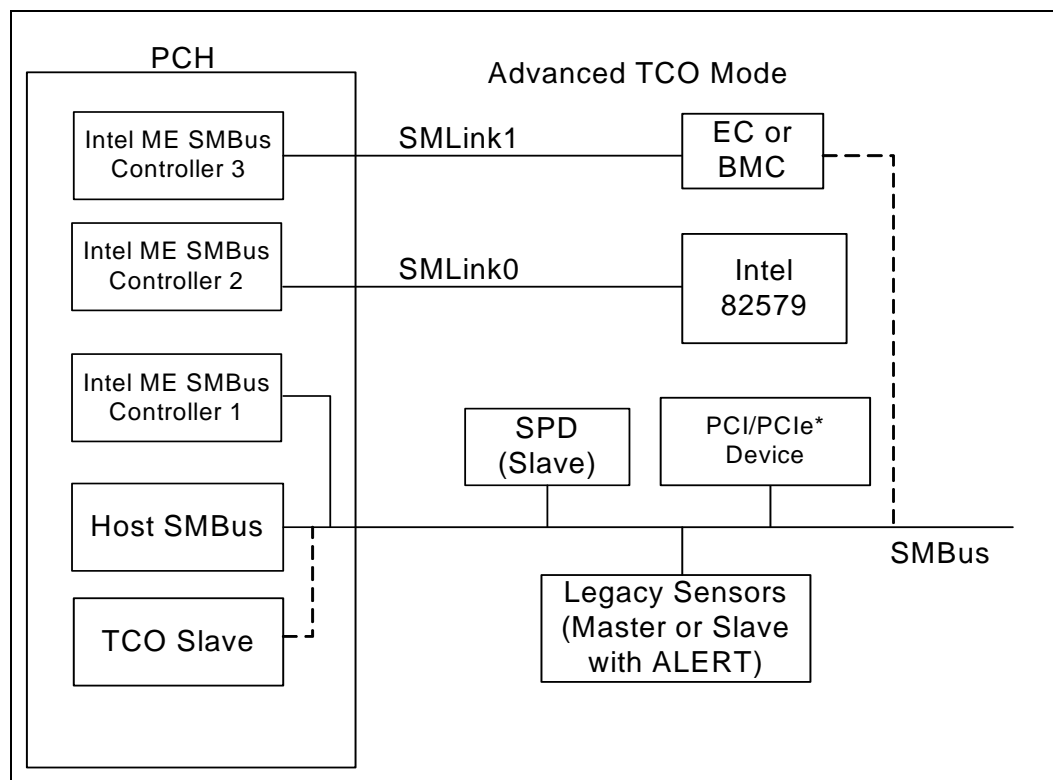 PCH
Advanced TCO Mode
Intel ME SMBus
Controller 3
SMLink1
EC or
BMC
Intel ME SMBus
Controller 2
SMLink0
Intel
82579
Intel ME SMBus
Controller 1
SPD
(Slave)
PCI/PCIe*
Device
Host SMBus
SMBus
Legacy Sensors
(Master or Slave
with ALERT)
TCO Slave